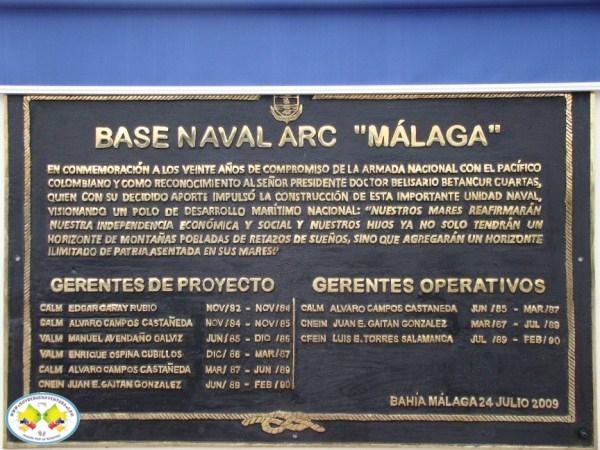 BASE NAVAL ARC "MÁLAGA"
EN CONMEMORACIÓN A LOS VEINTE AÑOS DE COMPROMISO DE LA ARMADA NACIONAL CON EL PACÍFICO
COLOMBIANO Y COMO RECONOCIMIENTO AL SEÑOR PRESIDENTE DOCTOR BELISARIO BETANCUR CUARTAS,
QUIEN CON SU DECIDIDO APORTE IMPULSÓ LA CONSTRUCCIÓN DE ESTA IMPORTANTE UNIDAD NAVAL,
VISIONANDO UN POLO DE DESARROLLO MARÍTIMO NACIONAL: "NUESTROS MARES REAFIRMARÁN
NUESTRA INDEPENDENCIA ECONÓMICA Y SOCIAL Y NUESTROS HIJOS YA NO SOLO TENDRÁN UN
HORIZONTE DE MONTAÑAS POBLADAS DE RETAZOS DE SUEÑOS, SINO QUE AGREGARÁN UN HORIZONTE
ILIMITADO DE PATRIA ASENTADA EN SUS MARES."
GERENTES DE PROYECTO
CALM EDGAR GARAY RUBIO NOV/82 - NOV/84
CALM ALVARO CAMPOS CASTAÑEDA NOV/84 - NOV/85
VALM MANUEL AVENDAÑO GALVIZ JUN/85 - DIC /86
VALM ENRIQUE OSPINA CUBILLOS DIC/86 - MAR/87
CALM ALVARO CAMPOS CASTAÑEDA MAR/87 - JUN /89
CNEIN JUAN E. GAITAN GONZALEZ JUN/89 - FEB/90
GERENTES OPERATIVOS
CALM ALVARO CAMPOS CASTANEDA JUN /85 - MAR/87
CNEIN JUAN E. GAITAN GONZALEZ MAR/87 - JUL /89
CFEIN LUIS E. TORRES SALAMANCA JUL /89 - FEB/90
BAHÍA MÁLAGA 24 JULIO 2009